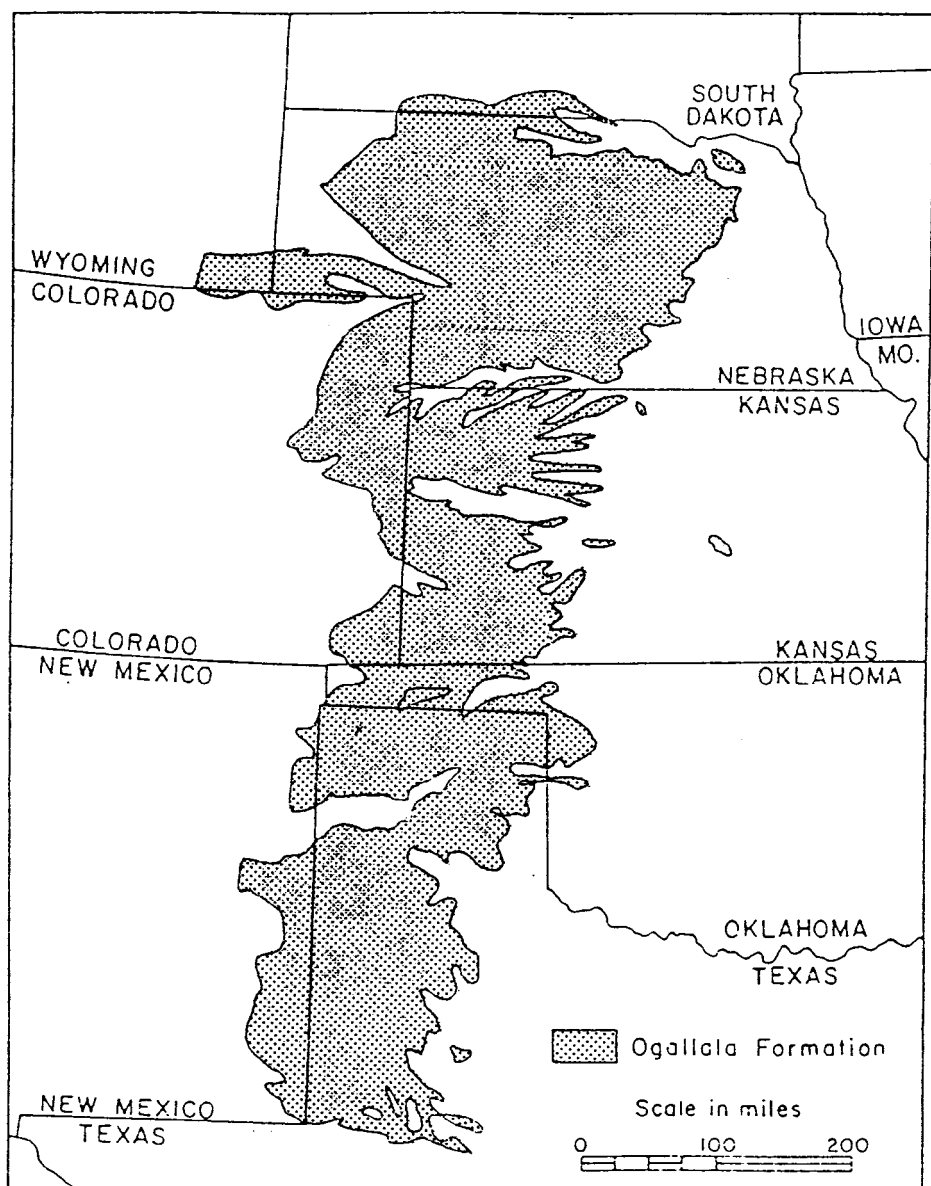 SOUTH
DAKOTA
WYOMING
COLORADO
IOWA
MO.
NEBRASKA
KANSAS
COLORADO
NEW MEXICO
KANSAS
OKLAHOMA
OKLAHOMA
TEXAS
Ogallala Formation
NEW MEXICO
TEXAS
Scale in miles
0 100 200